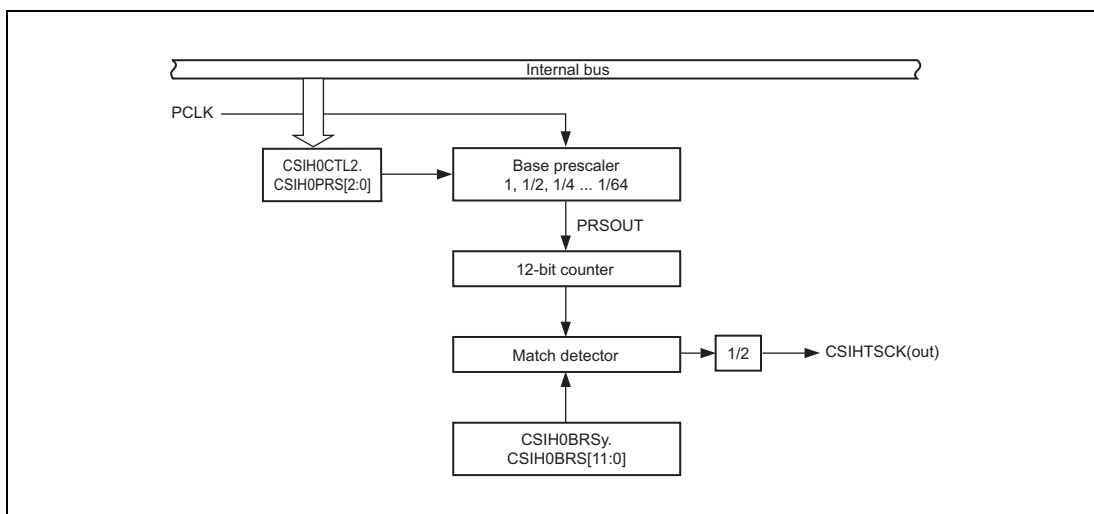 Internal bus
PCLK
CSIH0CTL2.
CSIH0PRS[2:0]
Base prescaler
1, 1/2, 1/4 ... 1/64
PRSOUT
12-bit counter
Match detector
1/2
CSIHTSCK(out)
CSIH0BRSy.
CSIH0BRS[11:0]